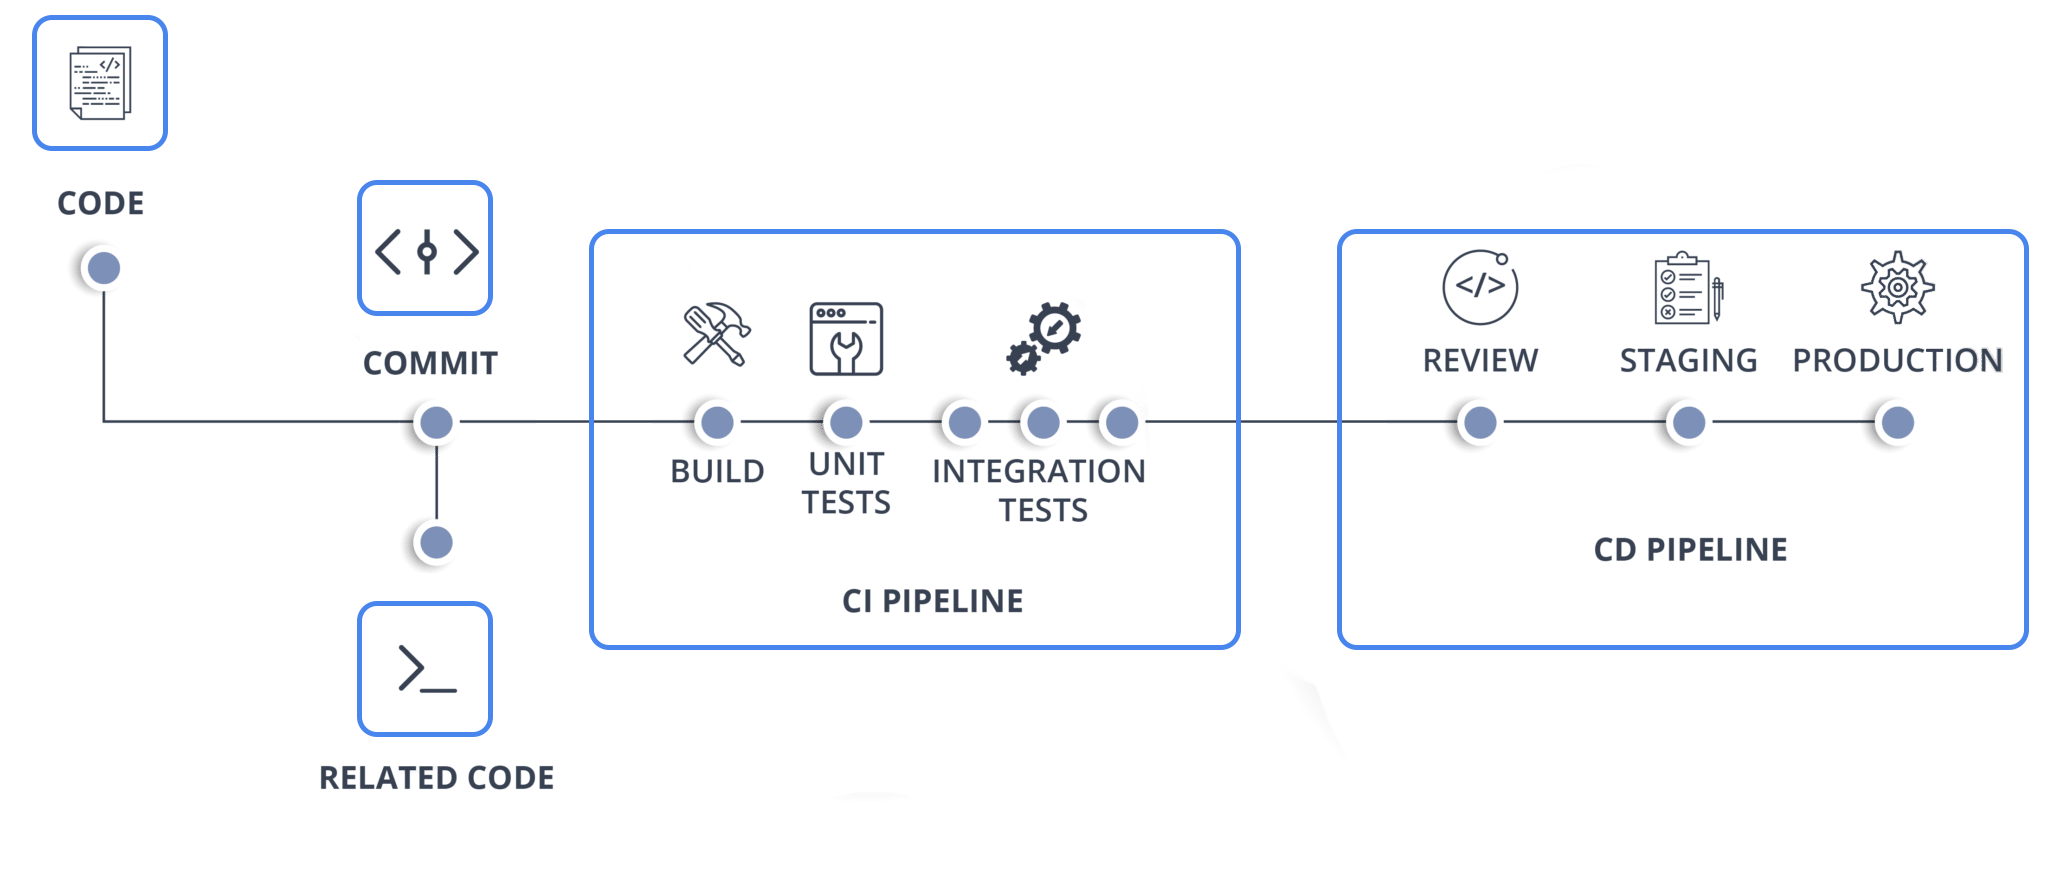 CODE
COMMIT
RELATED CODE
BUILD
UNIT
TESTS
INTEGRATION
TESTS
CI PIPELINE
REVIEW
STAGING
PRODUCTION
CD PIPELINE